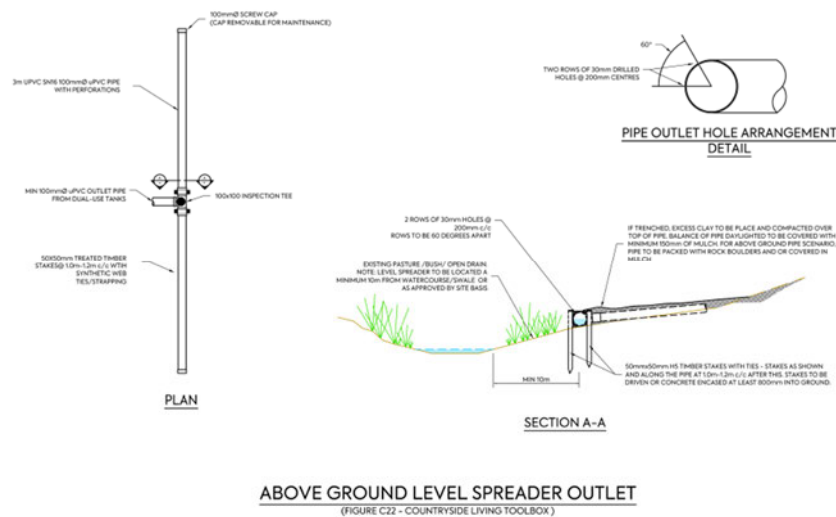 100mmØ SCREW CAP
(CAP REMOVABLE FOR MAINTENANCE)
3m UPVC SN16 100mmØ uPVC PIPE
WITH PERFORATIONS
MIN 100mmØ uPVC OUTLET PIPE
FROM DUAL-USE TANKS
100x100 INSPECTION TEE
50X50mm TREATED TIMBER
STAKES@ 1.0m-1.2m c/c WTIH
SYNTHETIC WEB
TIES/STRAPPING
PLAN
60°
TWO ROWS OF 30mm DRILLED
HOLES @ 200mm CENTRES
PIPE OUTLET HOLE ARRANGEMENT
DETAIL
2 ROWS OF 30mm HOLES @
200mm c/c
ROWS TO BE 60 DEGREES APART
EXISTING PASTURE /BUSH/ OPEN DRAIN.
NOTE: LEVEL SPREADER TO BE LOCATED A
MINIMUM 10m FROM WATERCOURSE/SWALE OR
AS APPROVED BY SITE BASIS
IF TRENCHED, EXCESS CLAY TO BE PLACE AND COMPACTED OVER
TOP OF PIPE. BALANCE OF PIPE DAYLIGHTED TO BE COVERED WITH
MINIMUM 150mm OF MULCH. FOR ABOVE GROUND PIPE SCENARIO,
PIPE TO BE PACKED WITH ROCK BOULDERS AND OR COVERED IN
MULCH
50mmx50mm H5 TIMBER STAKES WITH TIES - STAKES AS SHOWN
AND ALONG THE PIPE AT 1.0m-1.2m c/c AFTER THIS. STAKES TO BE
DRIVEN OR CONCRETE ENCASED AT LEAST 800mm INTO GROUND.
MIN 10m
SECTION A-A
ABOVE GROUND LEVEL SPREADER OUTLET
(FIGURE C22 - COUNTRYSIDE LIVING TOOLBOX )